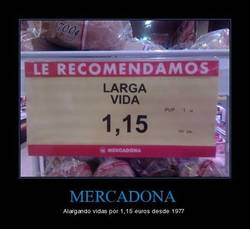 LE RECOMENDAMOS
LARGA
VIDA
1,15
MERCADONA
MERCADONA
Alargando vidas por 1,15 euros desde 1977